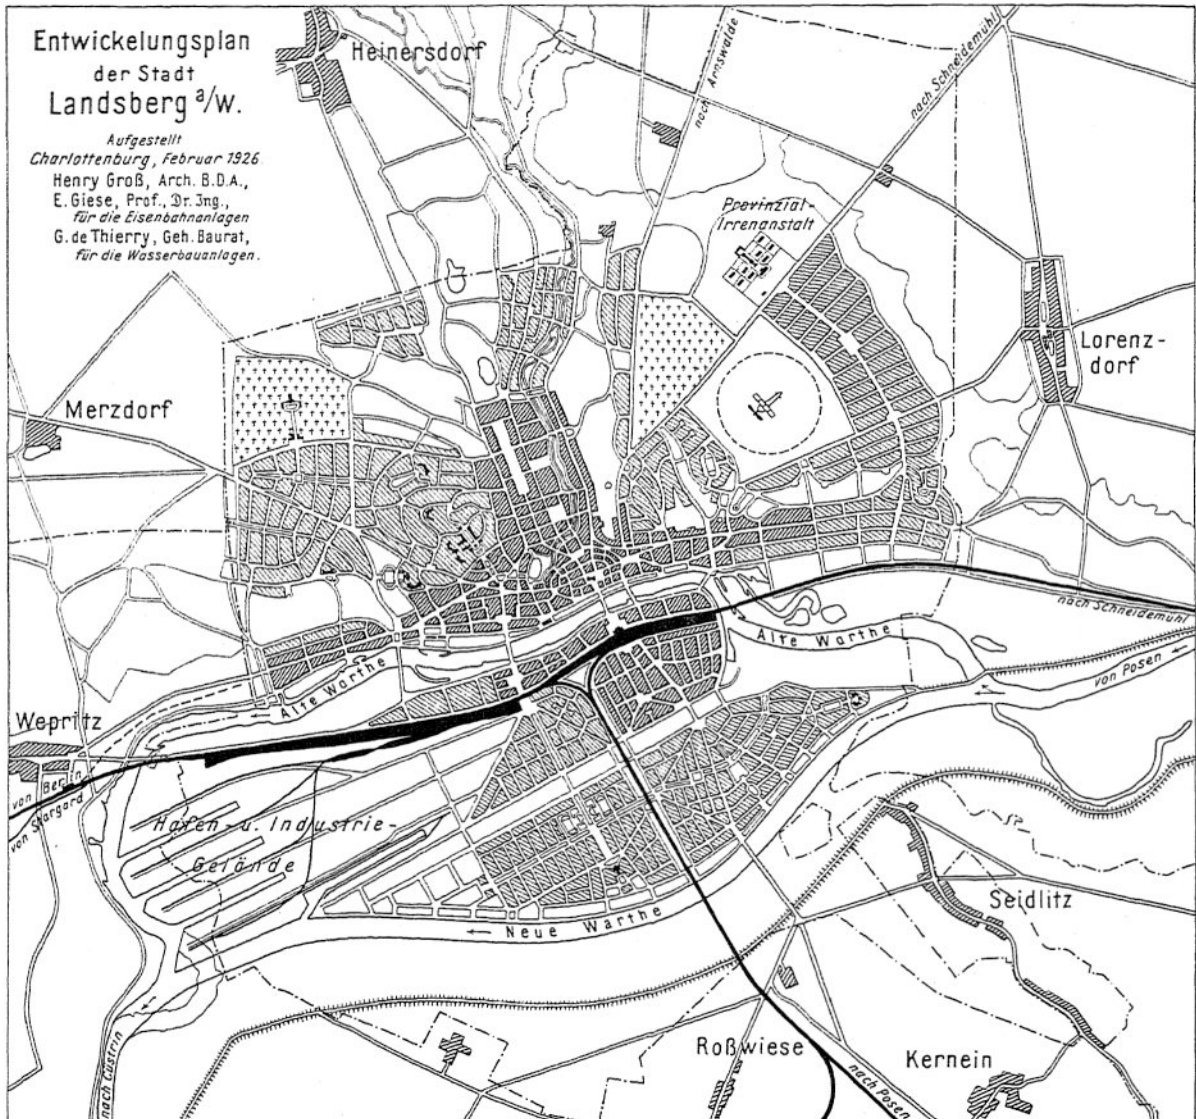 Entwickelungsplan
der Stadt
Landsberg a/W.
Aufgestellt
Charlottenburg, Februar 1926.
Henry Groß, Arch. B.D.A.,
E. Giese, Prof., Dr. Ing.,
für die Eisenbahnanlagen
G. de Thierry, Geh. Baurat,
für die Wasserbauanlagen.
Heinersdorf
nach Arnswalde
nach Schneidemühl
Provinzial-
Irrenanstalt
Lorenz-
dorf
Merzdorf
nach Schneidemühl
Alte Warthe
von Posen
Alte Warthe
Wepritz
von Berlin
von Stargard
Hafen- u. Industrie-
Gelände
Seidlitz
Neue Warthe
nach Cüstrin
Roßwiese
Kernein
nach Posen